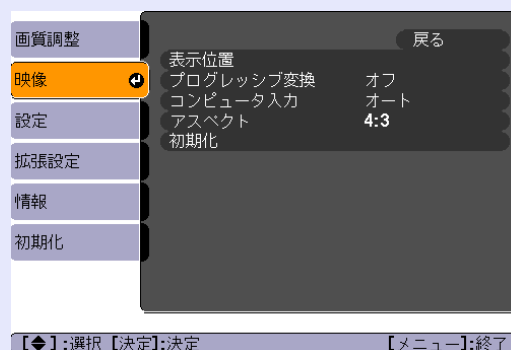 画質調整
映像
設定
拡張設定
情報
初期化
戻る
表示位置
プログレッシブ変換 オフ
コンピュータ入力 オート
アスペクト 4:3
初期化
[◆]:選択 [決定]:決定 [メニュー]:終了